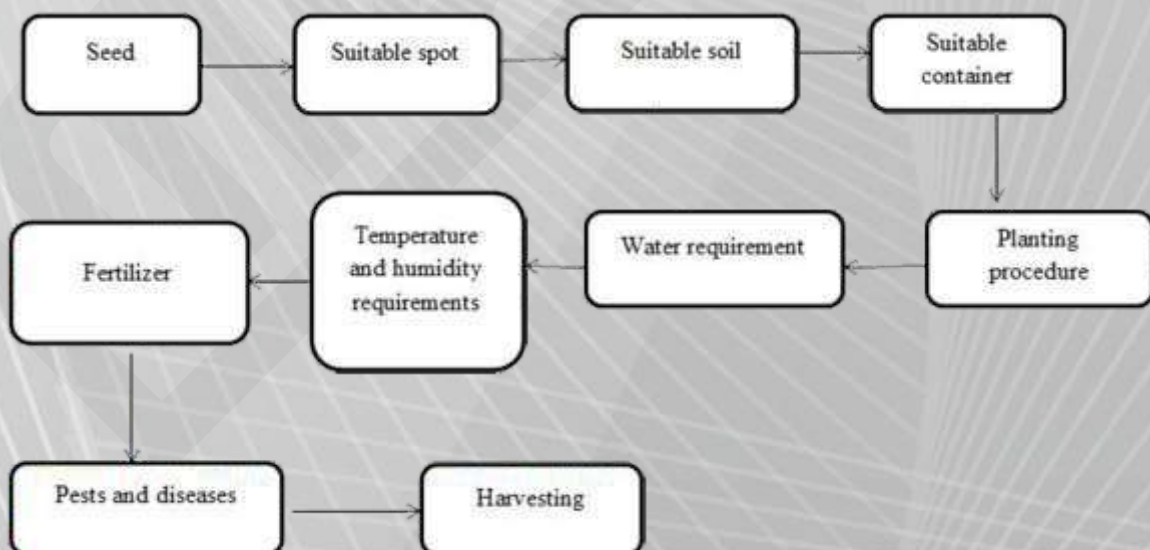 Seed
Suitable spot
Suitable soil
Suitable
container
Planting
procedure
Water requirement
Temperature
and humidity
requirements
Fertilizer
Pests and diseases
Harvesting